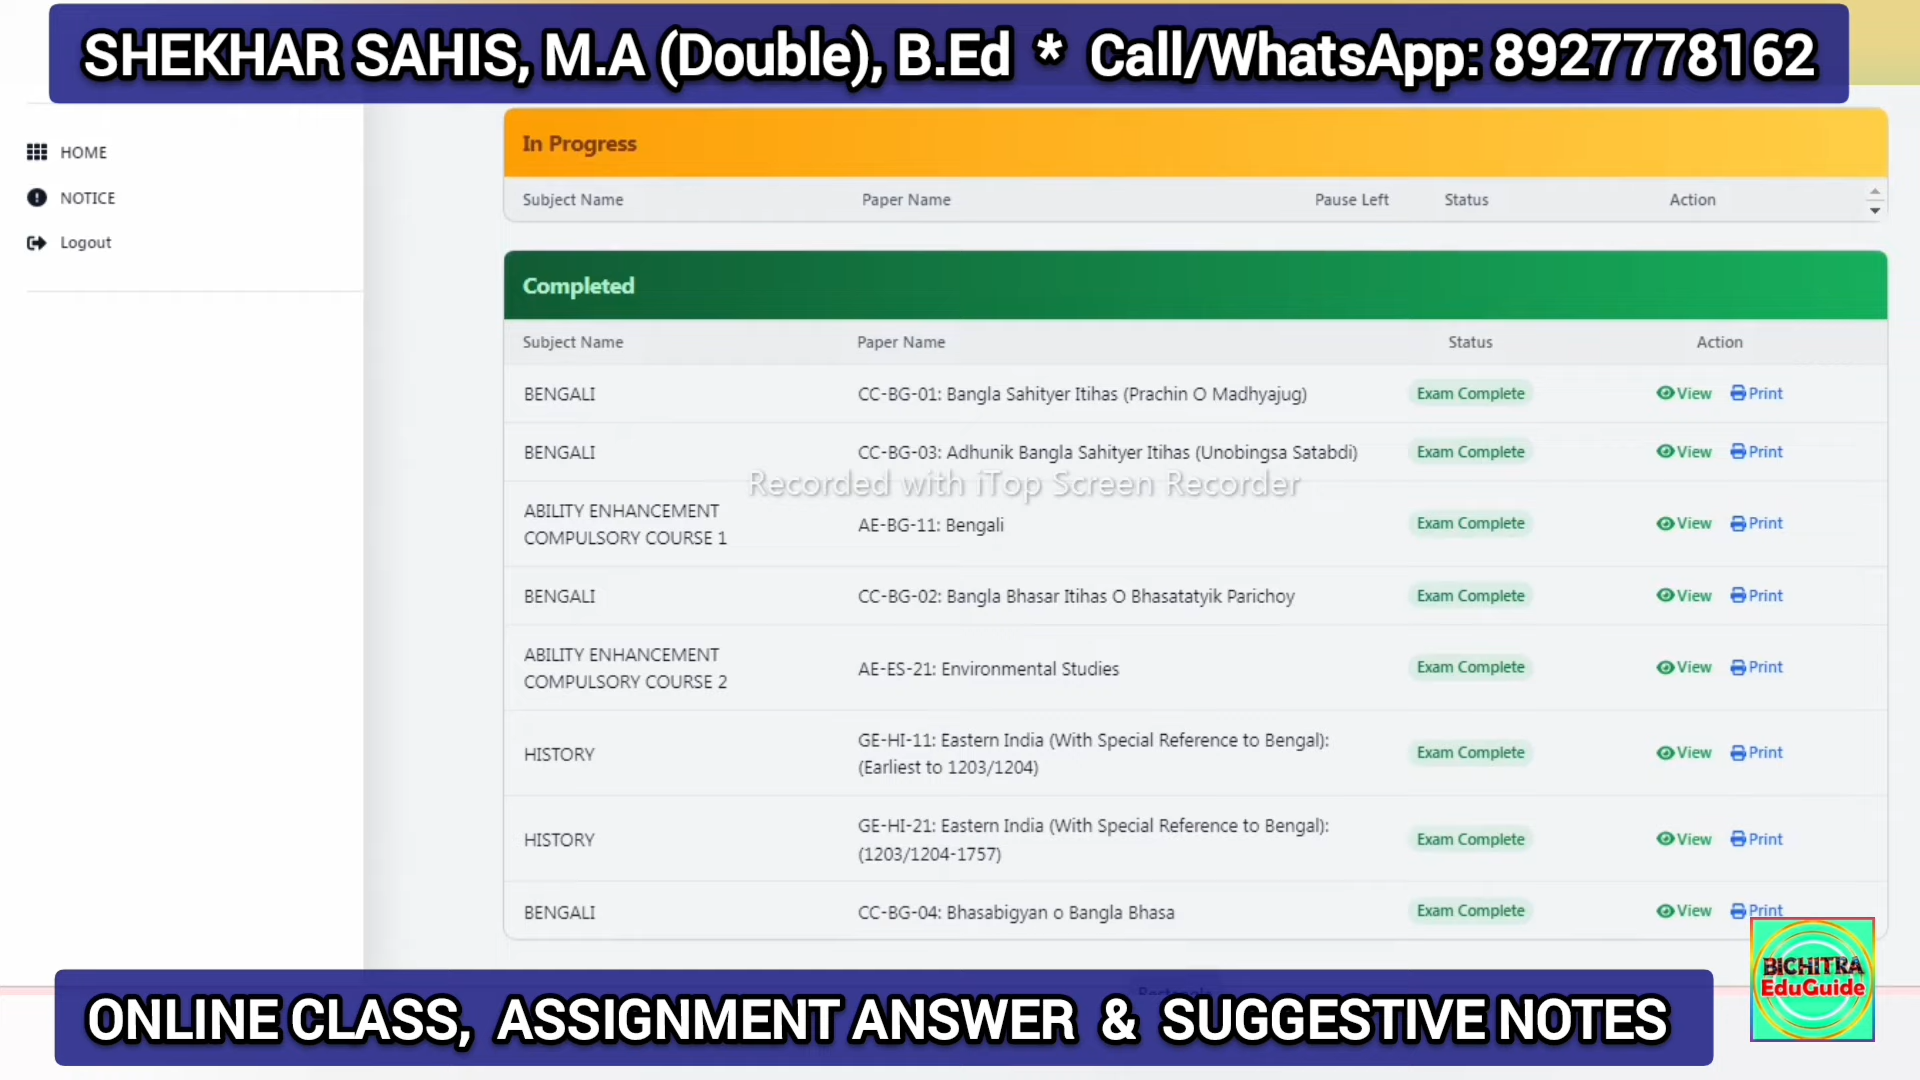 SHEKHAR SAHIS, M.A (Double), B.Ed * Call/WhatsApp: 8927778162
HOME
NOTICE
Logout
In Progress
Subject Name Paper Name Pause Left Status Action
Completed
Subject Name Paper Name Status Action
BENGALI CC-BG-01: Bangla Sahityer Itihas (Prachin O Madhyajug) Exam Complete View Print
BENGALI CC-BG-03: Adhunik Bangla Sahityer Itihas (Unobingsa Satabdi) Exam Complete View Print
Recorded with iTop Screen Recorder
ABILITY ENHANCEMENT
COMPULSORY COURSE 1 AE-BG-11: Bengali Exam Complete View Print
BENGALI CC-BG-02: Bangla Bhasar Itihas O Bhasatatyik Parichoy Exam Complete View Print
ABILITY ENHANCEMENT
COMPULSORY COURSE 2 AE-ES-21: Environmental Studies Exam Complete View Print
HISTORY GE-HI-11: Eastern India (With Special Reference to Bengal):
(Earliest to 1203/1204) Exam Complete View Print
HISTORY GE-HI-21: Eastern India (With Special Reference to Bengal):
(1203/1204-1757) Exam Complete View Print
BENGALI CC-BG-04: Bhasabigyan o Bangla Bhasa Exam Complete View Print
BICHITRA
EduGuide
ONLINE CLASS, ASSIGNMENT ANSWER & SUGGESTIVE NOTES